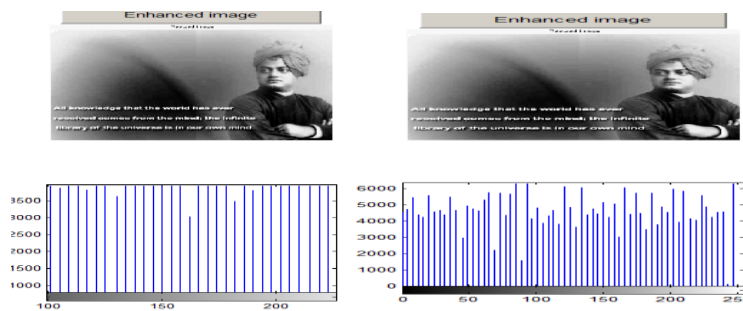 Enhanced image
All knowledge that the world has ever
received comes from the mind; the infinite
library of the universe is in our own mind
3500
3000
2500
2000
1500
1000
100 150 200
Enhanced image
All knowledge that the world has ever
received comes from the mind; the infinite
library of the universe is in our own mind
6000
5000
4000
3000
2000
1000
0
0 50 100 150 200 250